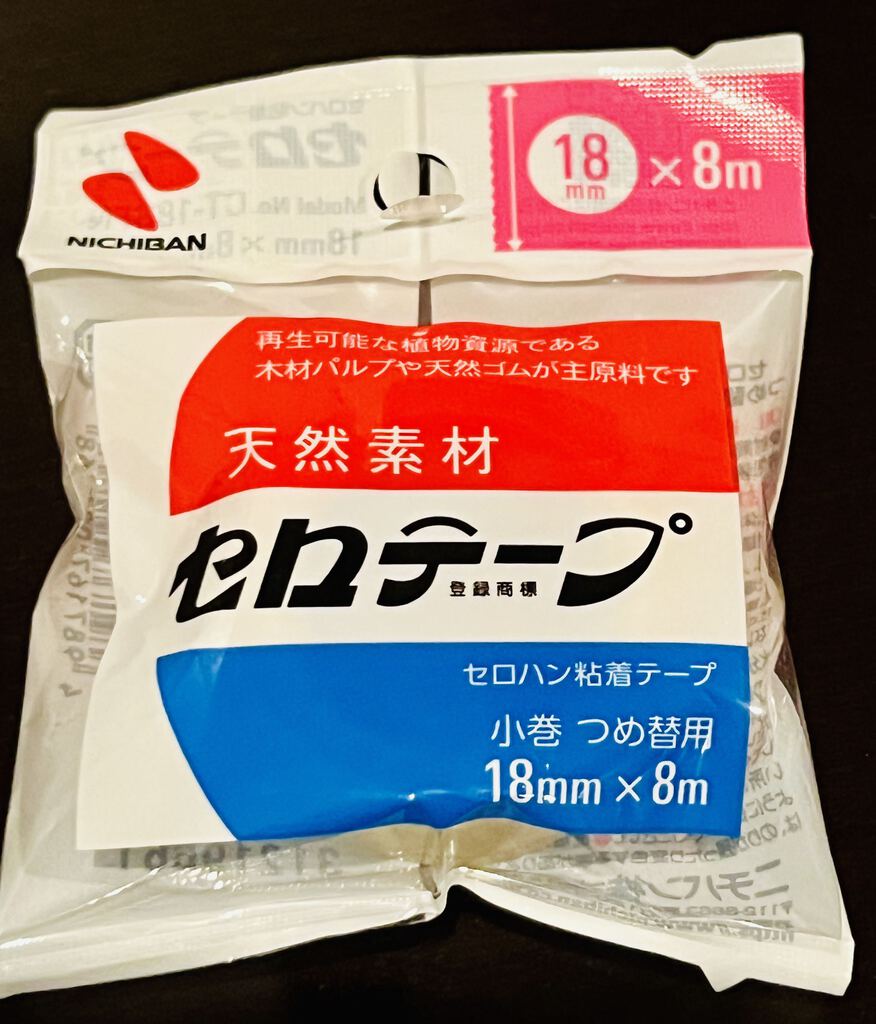 NICHIBAN
18
mm
× 8m
再生可能な植物資源である
木材パルプや天然ゴムが主原料です
天然素材
セロテープ°
登録商標
セロハン粘着テープ
小巻 つめ替用
18mm × 8m